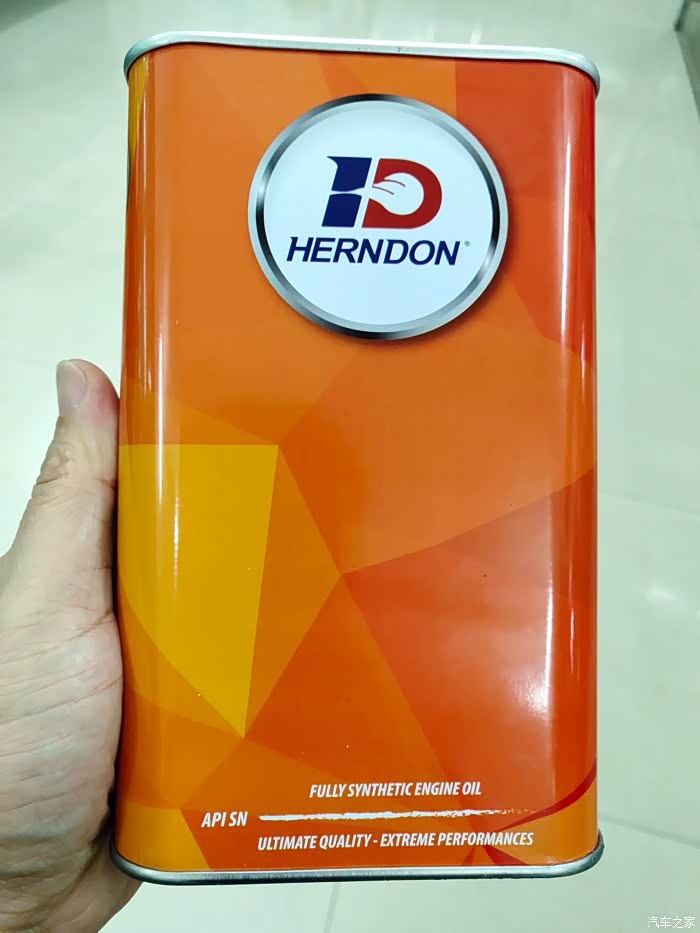 HERNDON®
FULLY SYNTHETIC ENGINE OIL
API SN
ULTIMATE QUALITY - EXTREME PERFORMANCES
汽车之家